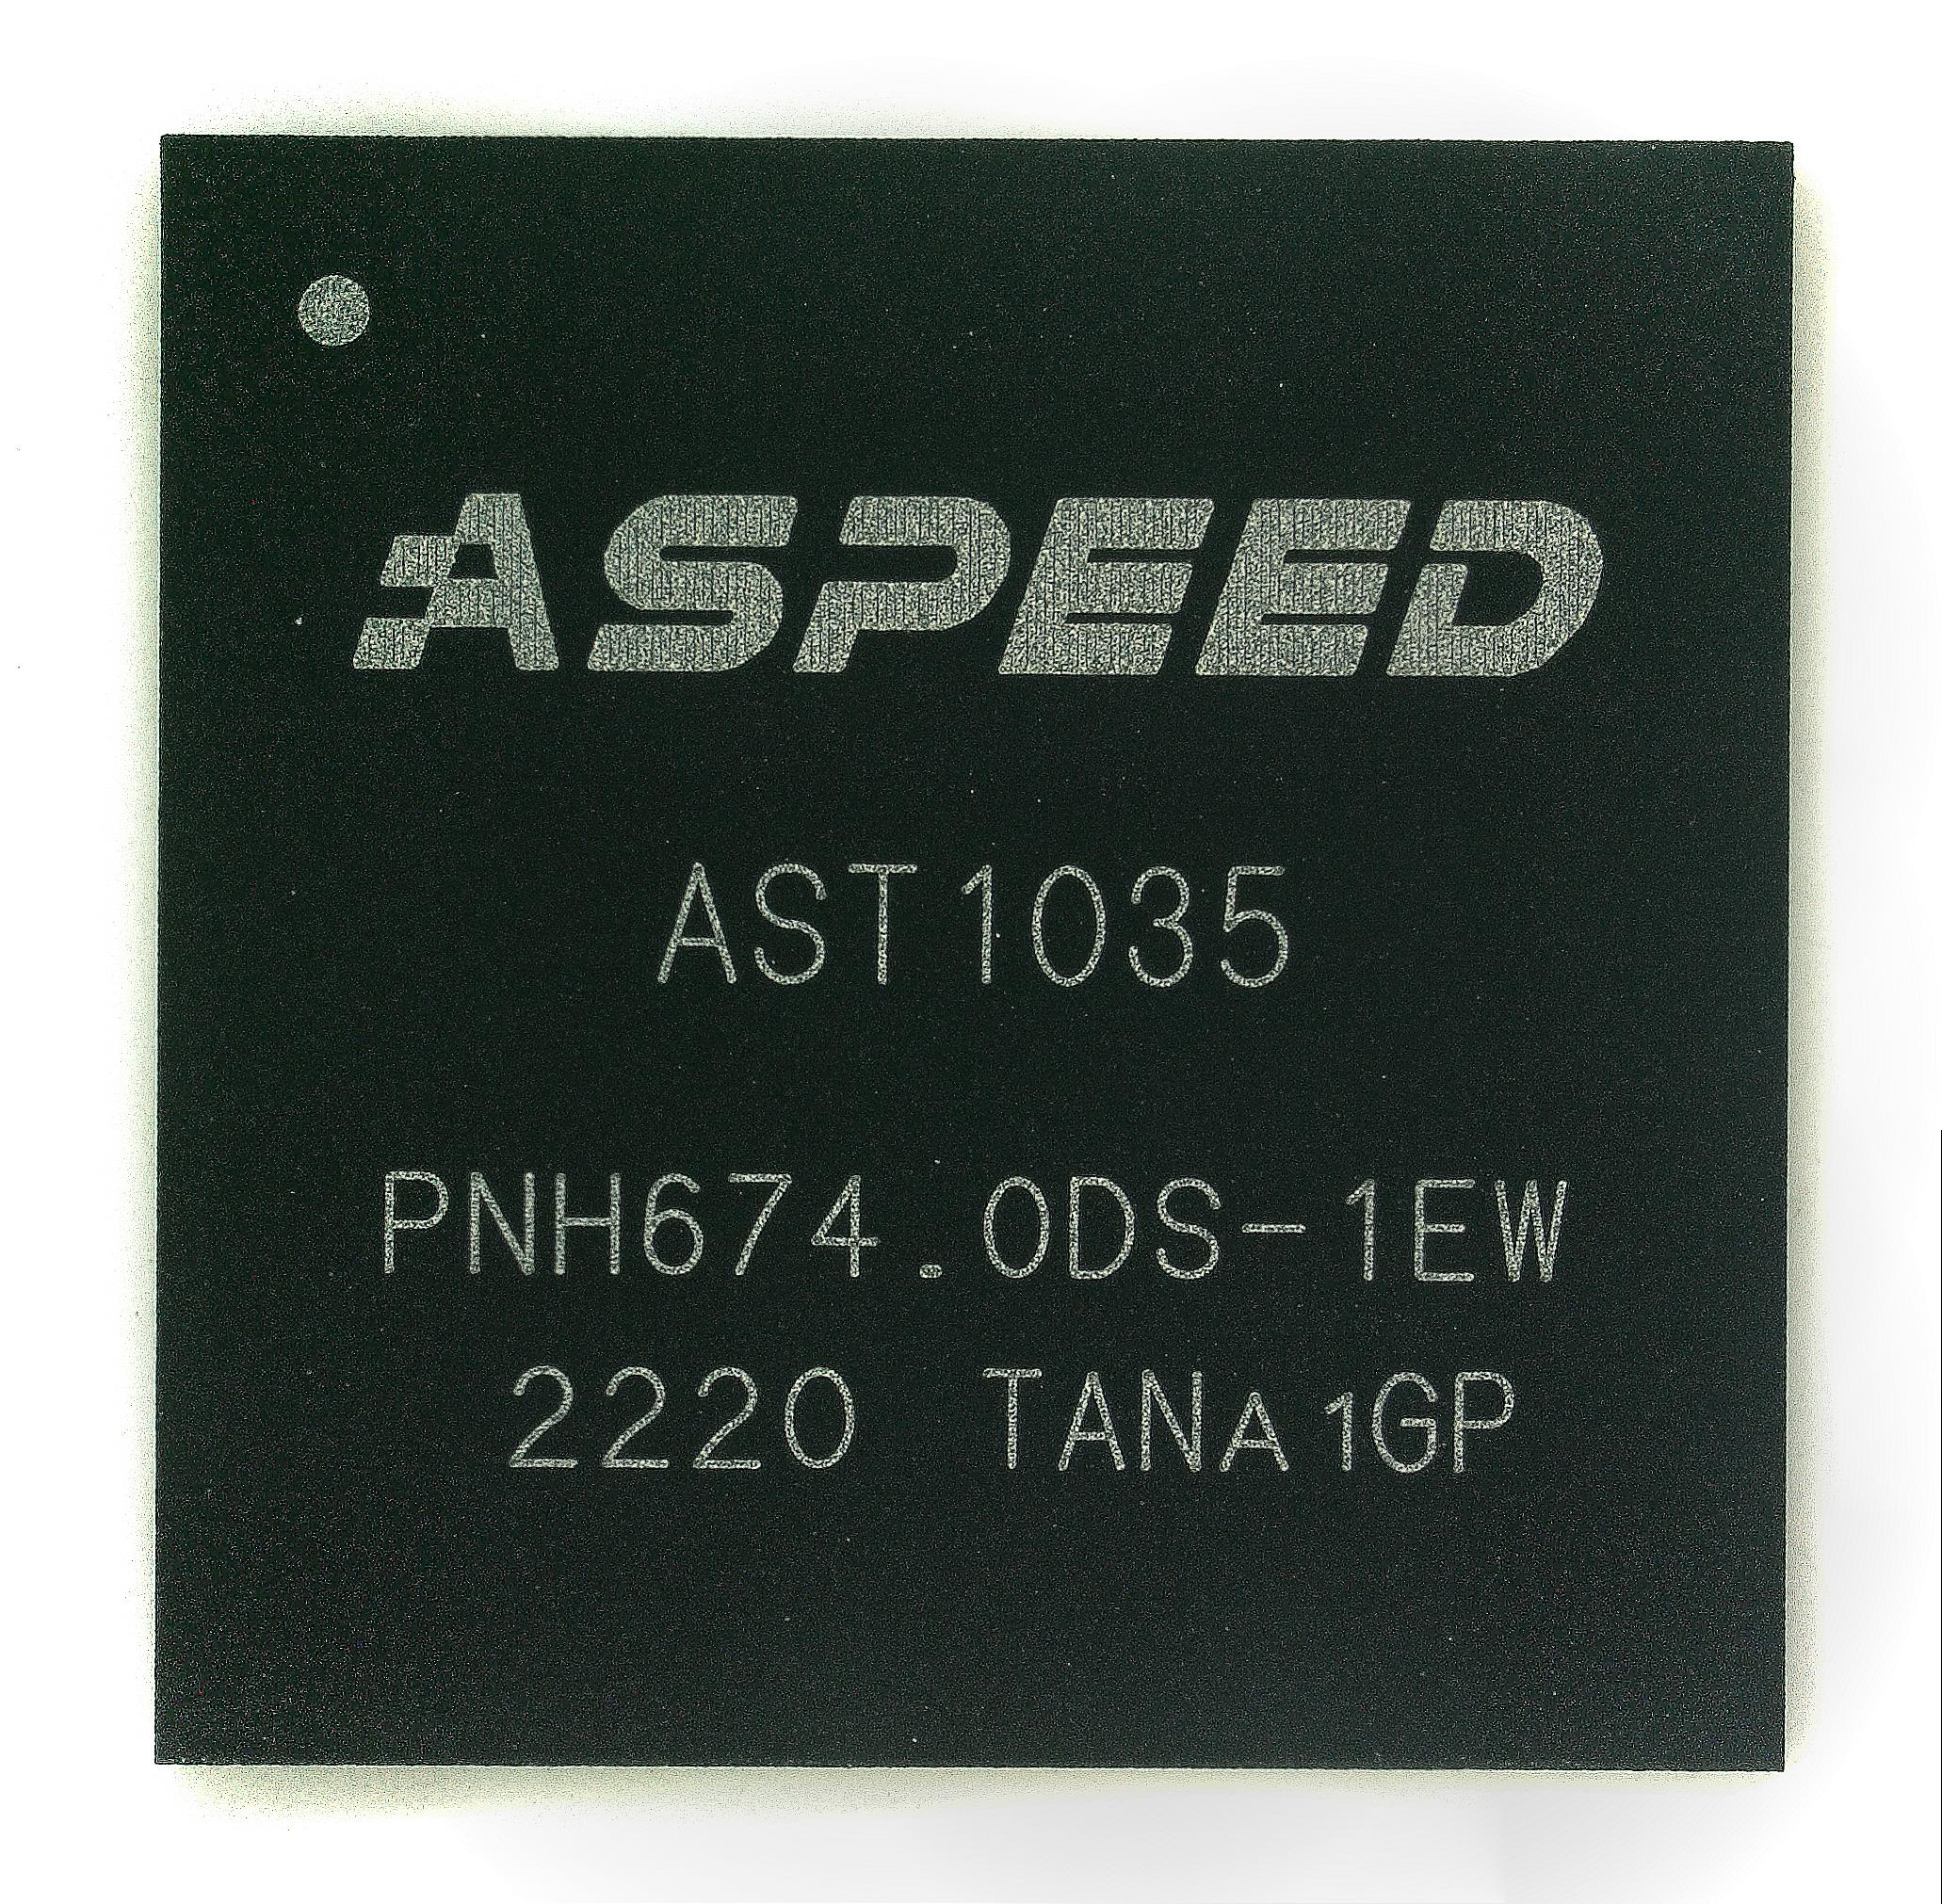 ASPEED
AST1035
PNH674.0DS-1EW
2220 TANA1GP